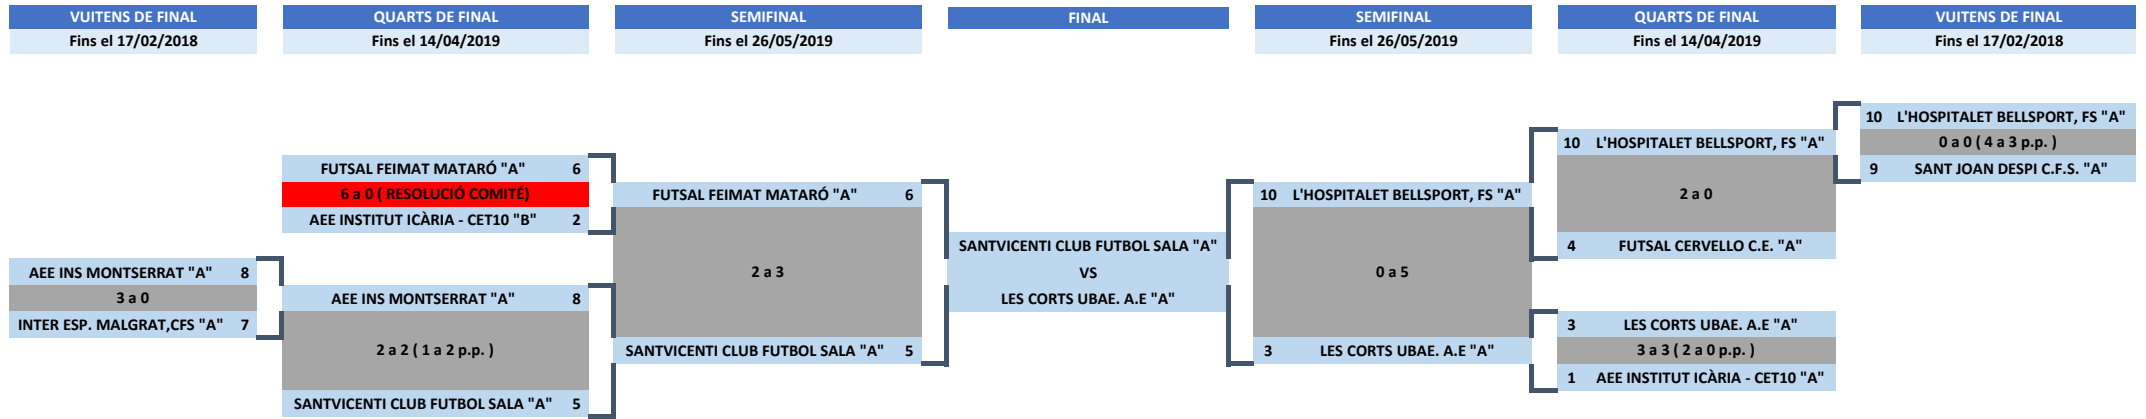 VUITENS DE FINAL
Fins el 17/02/2018
QUARTS DE FINAL
Fins el 14/04/2019
SEMIFINAL
Fins el 26/05/2019
FINAL
SEMIFINAL
Fins el 26/05/2019
QUARTS DE FINAL
Fins el 14/04/2019
VUITENS DE FINAL
Fins el 17/02/2018
AEE INS MONTSERRAT "A" 8
3 a 0
INTER ESP. MALGRAT,CFS "A" 7
FUTSAL FEIMAT MATARÓ "A" 6
6 a 0 ( RESOLUCIÓ COMITÉ)
AEE INSTITUT ICÀRIA - CET10 "B" 2
AEE INS MONTSERRAT "A" 8
2 a 2 ( 1 a 2 p.p. )
SANTVICENTI CLUB FUTBOL SALA "A" 5
FUTSAL FEIMAT MATARÓ "A" 6
2 a 3
SANTVICENTI CLUB FUTBOL SALA "A" 5
SANTVICENTI CLUB FUTBOL SALA "A"
VS
LES CORTS UBAE. A.E "A"
10 L'HOSPITALET BELLSPORT, FS "A"
0 a 5
3 LES CORTS UBAE. A.E "A"
10 L'HOSPITALET BELLSPORT, FS "A"
2 a 0
4 FUTSAL CERVELLO C.E. "A"
3 LES CORTS UBAE. A.E "A"
3 a 3 ( 2 a 0 p.p. )
1 AEE INSTITUT ICÀRIA - CET10 "A"
10 L'HOSPITALET BELLSPORT, FS "A"
0 a 0 ( 4 a 3 p.p. )
9 SANT JOAN DESPI C.F.S. "A"